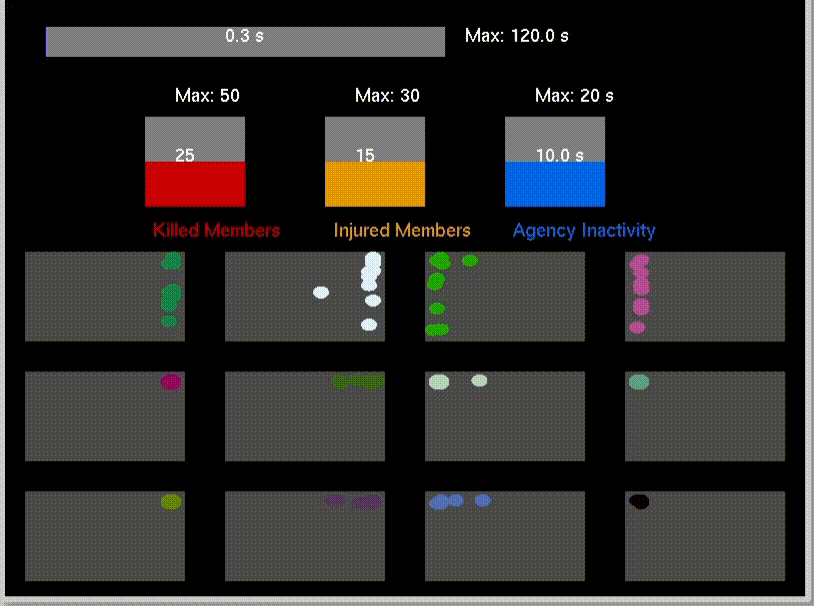 0.3 s Max: 120.0 s
Max: 50 Max: 30 Max: 20 s
25 15 10.0 s
Killed Members Injured Members Agency Inactivity